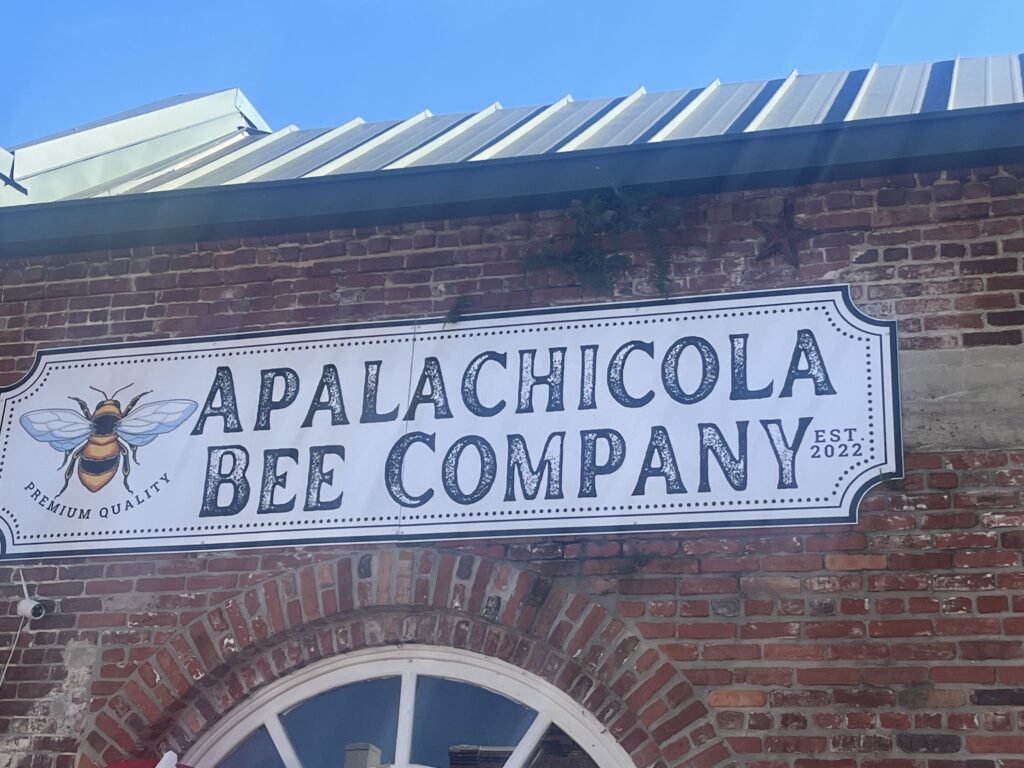 APALACHICOLA
BEE COMPANY
EST.
2022
PREMIUM QUALITY